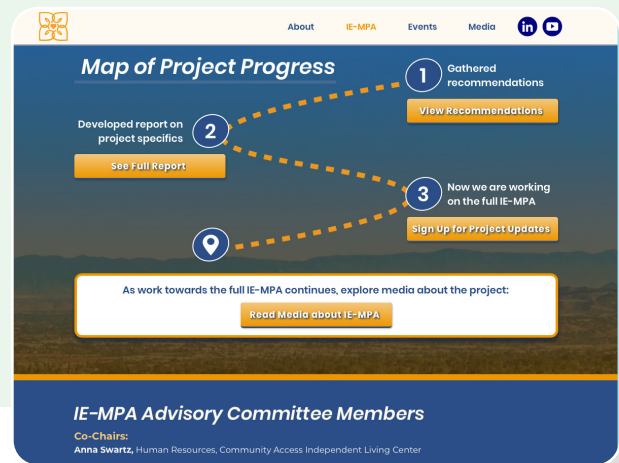 About IE-MPA Events Media in
Map of Project Progress
1
Gathered
recommendations
View Recommendations
Developed report on
project specifics
2
See Full Report
3
Now we are working
on the full IE-MPA
Sign Up for Project Updates
As work towards the full IE-MPA continues, explore media about the project:
Read Media about IE-MPA
IE-MPA Advisory Committee Members
Co-Chairs:
Anna Swartz, Human Resources, Community Access Independent Living Center